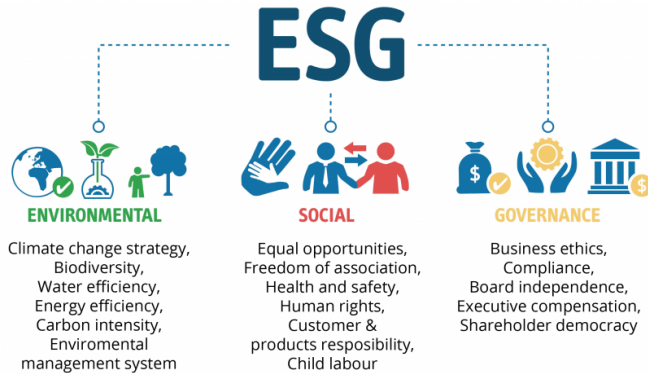 ESG
ENVIRONMENTAL
Climate change strategy,
Biodiversity,
Water efficiency,
Energy efficiency,
Carbon intensity,
Enviromental
management system
SOCIAL
Equal opportunities,
Freedom of association,
Health and safety,
Human rights,
Customer &
products resposibility,
Child labour
$
$
GOVERNANCE
Business ethics,
Compliance,
Board independence,
Executive compensation,
Shareholder democracy